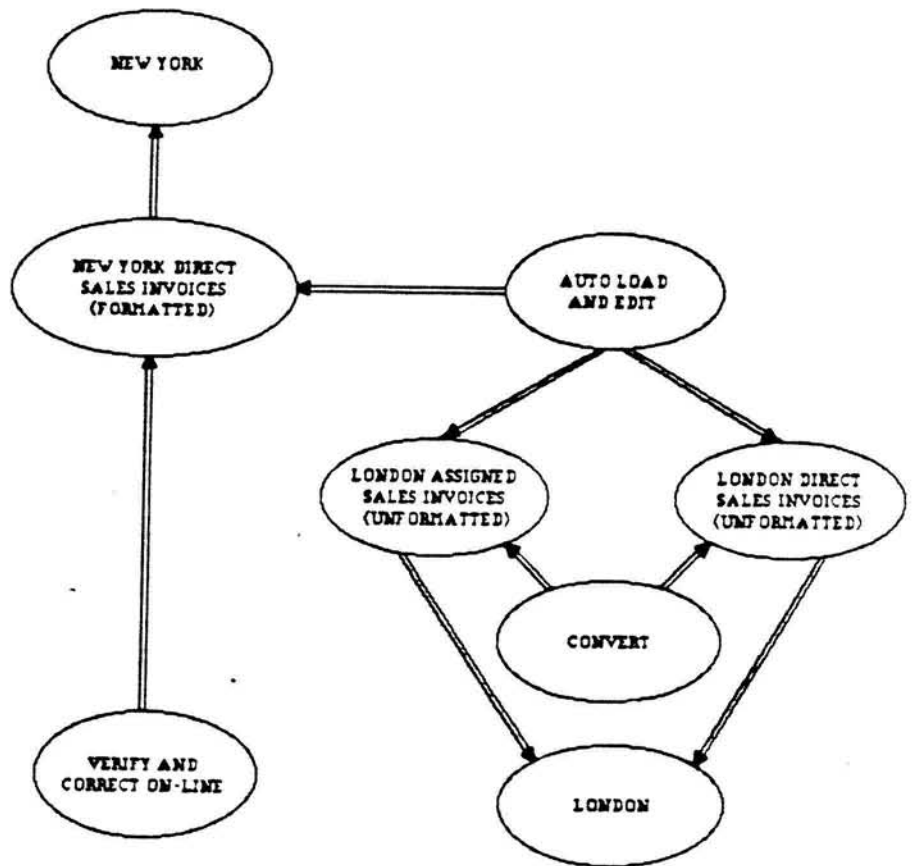 NEW YORK
NEW YORK DIRECT
SALES INVOICES
(FORMATTED)
AUTO LOAD
AND EDIT
LONDON ASSIGNED
SALES INVOICES
(UNFORMATTED)
LONDON DIRECT
SALES INVOICES
(UNFORMATTED)
CONVERT
VERIFY AND
CORRECT ON-LINE
LONDON